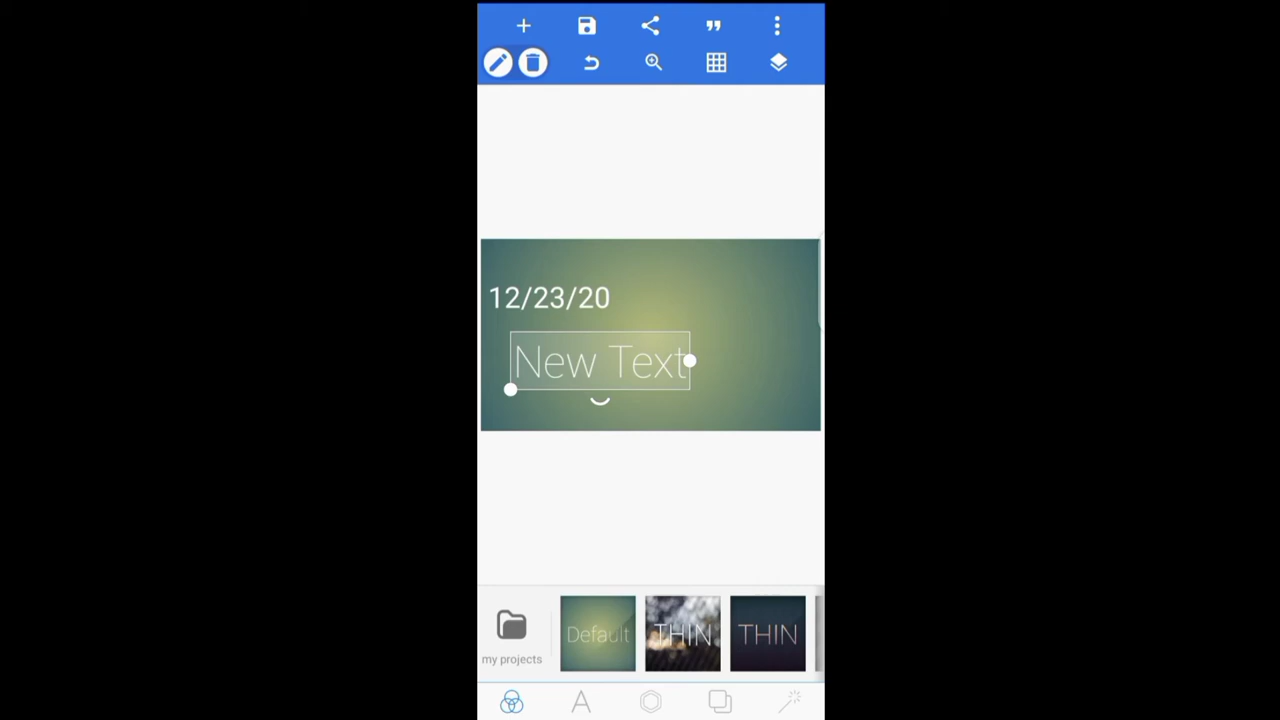 12/23/20
New Text
my projects
Default
THIN
THIN
A